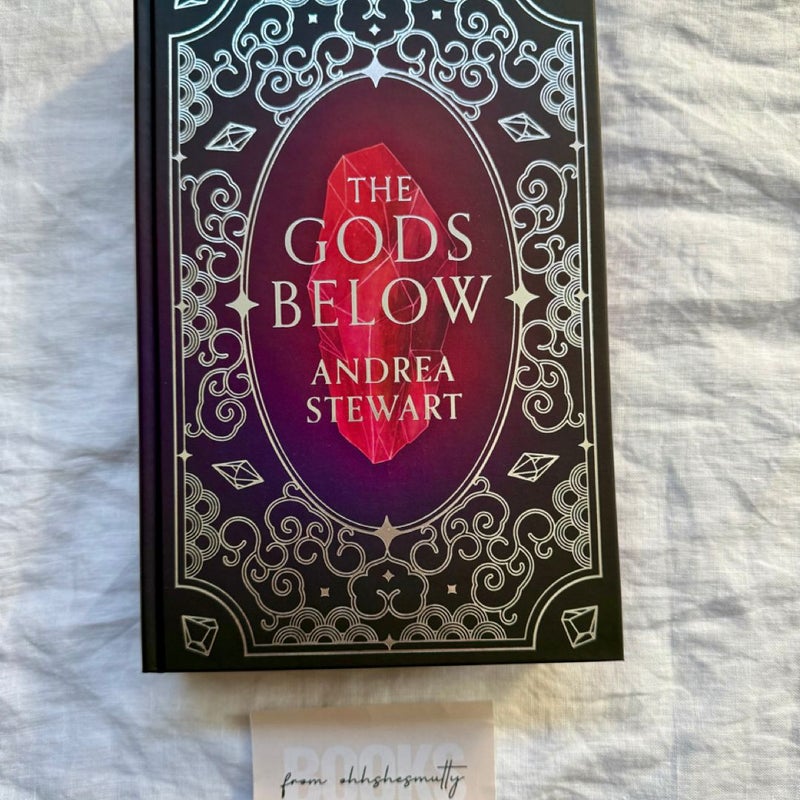 THE
GODS
BELOW
ANDREA
STEWART
BOOKS
from ohhshesmutty